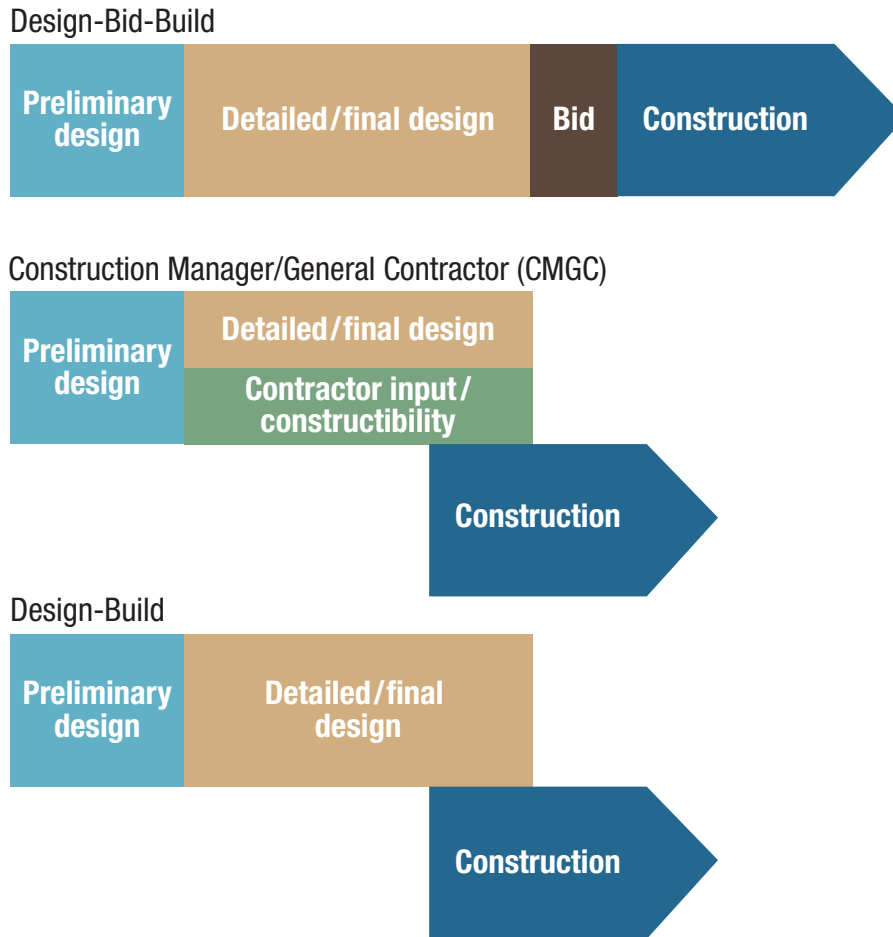 Design-Bid-Build
Preliminary
design
Detailed/final design
Bid
Construction
Construction Manager/General Contractor (CMGC)
Preliminary
design
Detailed/final design
Contractor input/
constructibility
Construction
Design-Build
Preliminary
design
Detailed/final
design
Construction